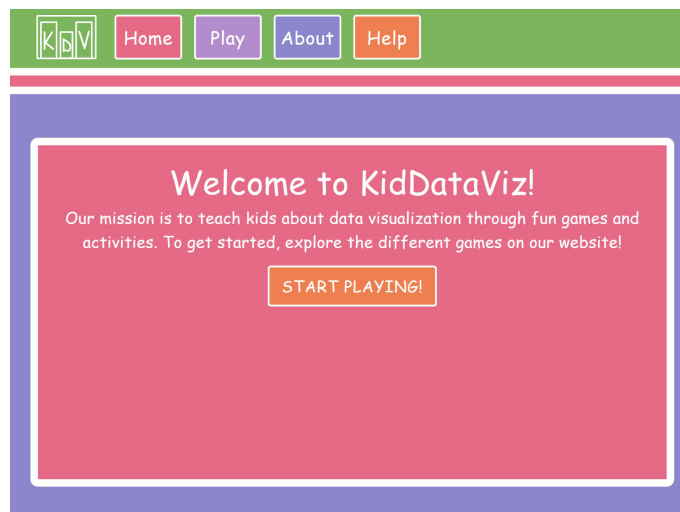 KDV
Home
Play
About
Help
Welcome to KidDataViz!
Our mission is to teach kids about data visualization through fun games and
activities. To get started, explore the different games on our website!
START PLAYING!